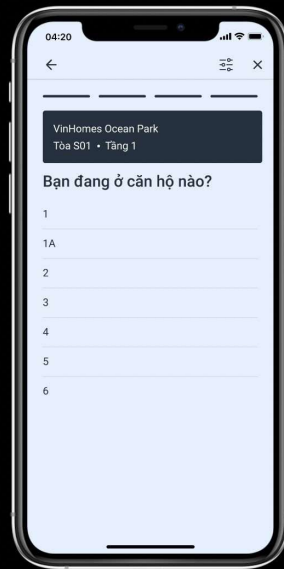 04:20
VinHomes Ocean Park
Tòa S01 • Tầng 1
Bạn đang ở căn hộ nào?
1
1A
2
3
4
5
6